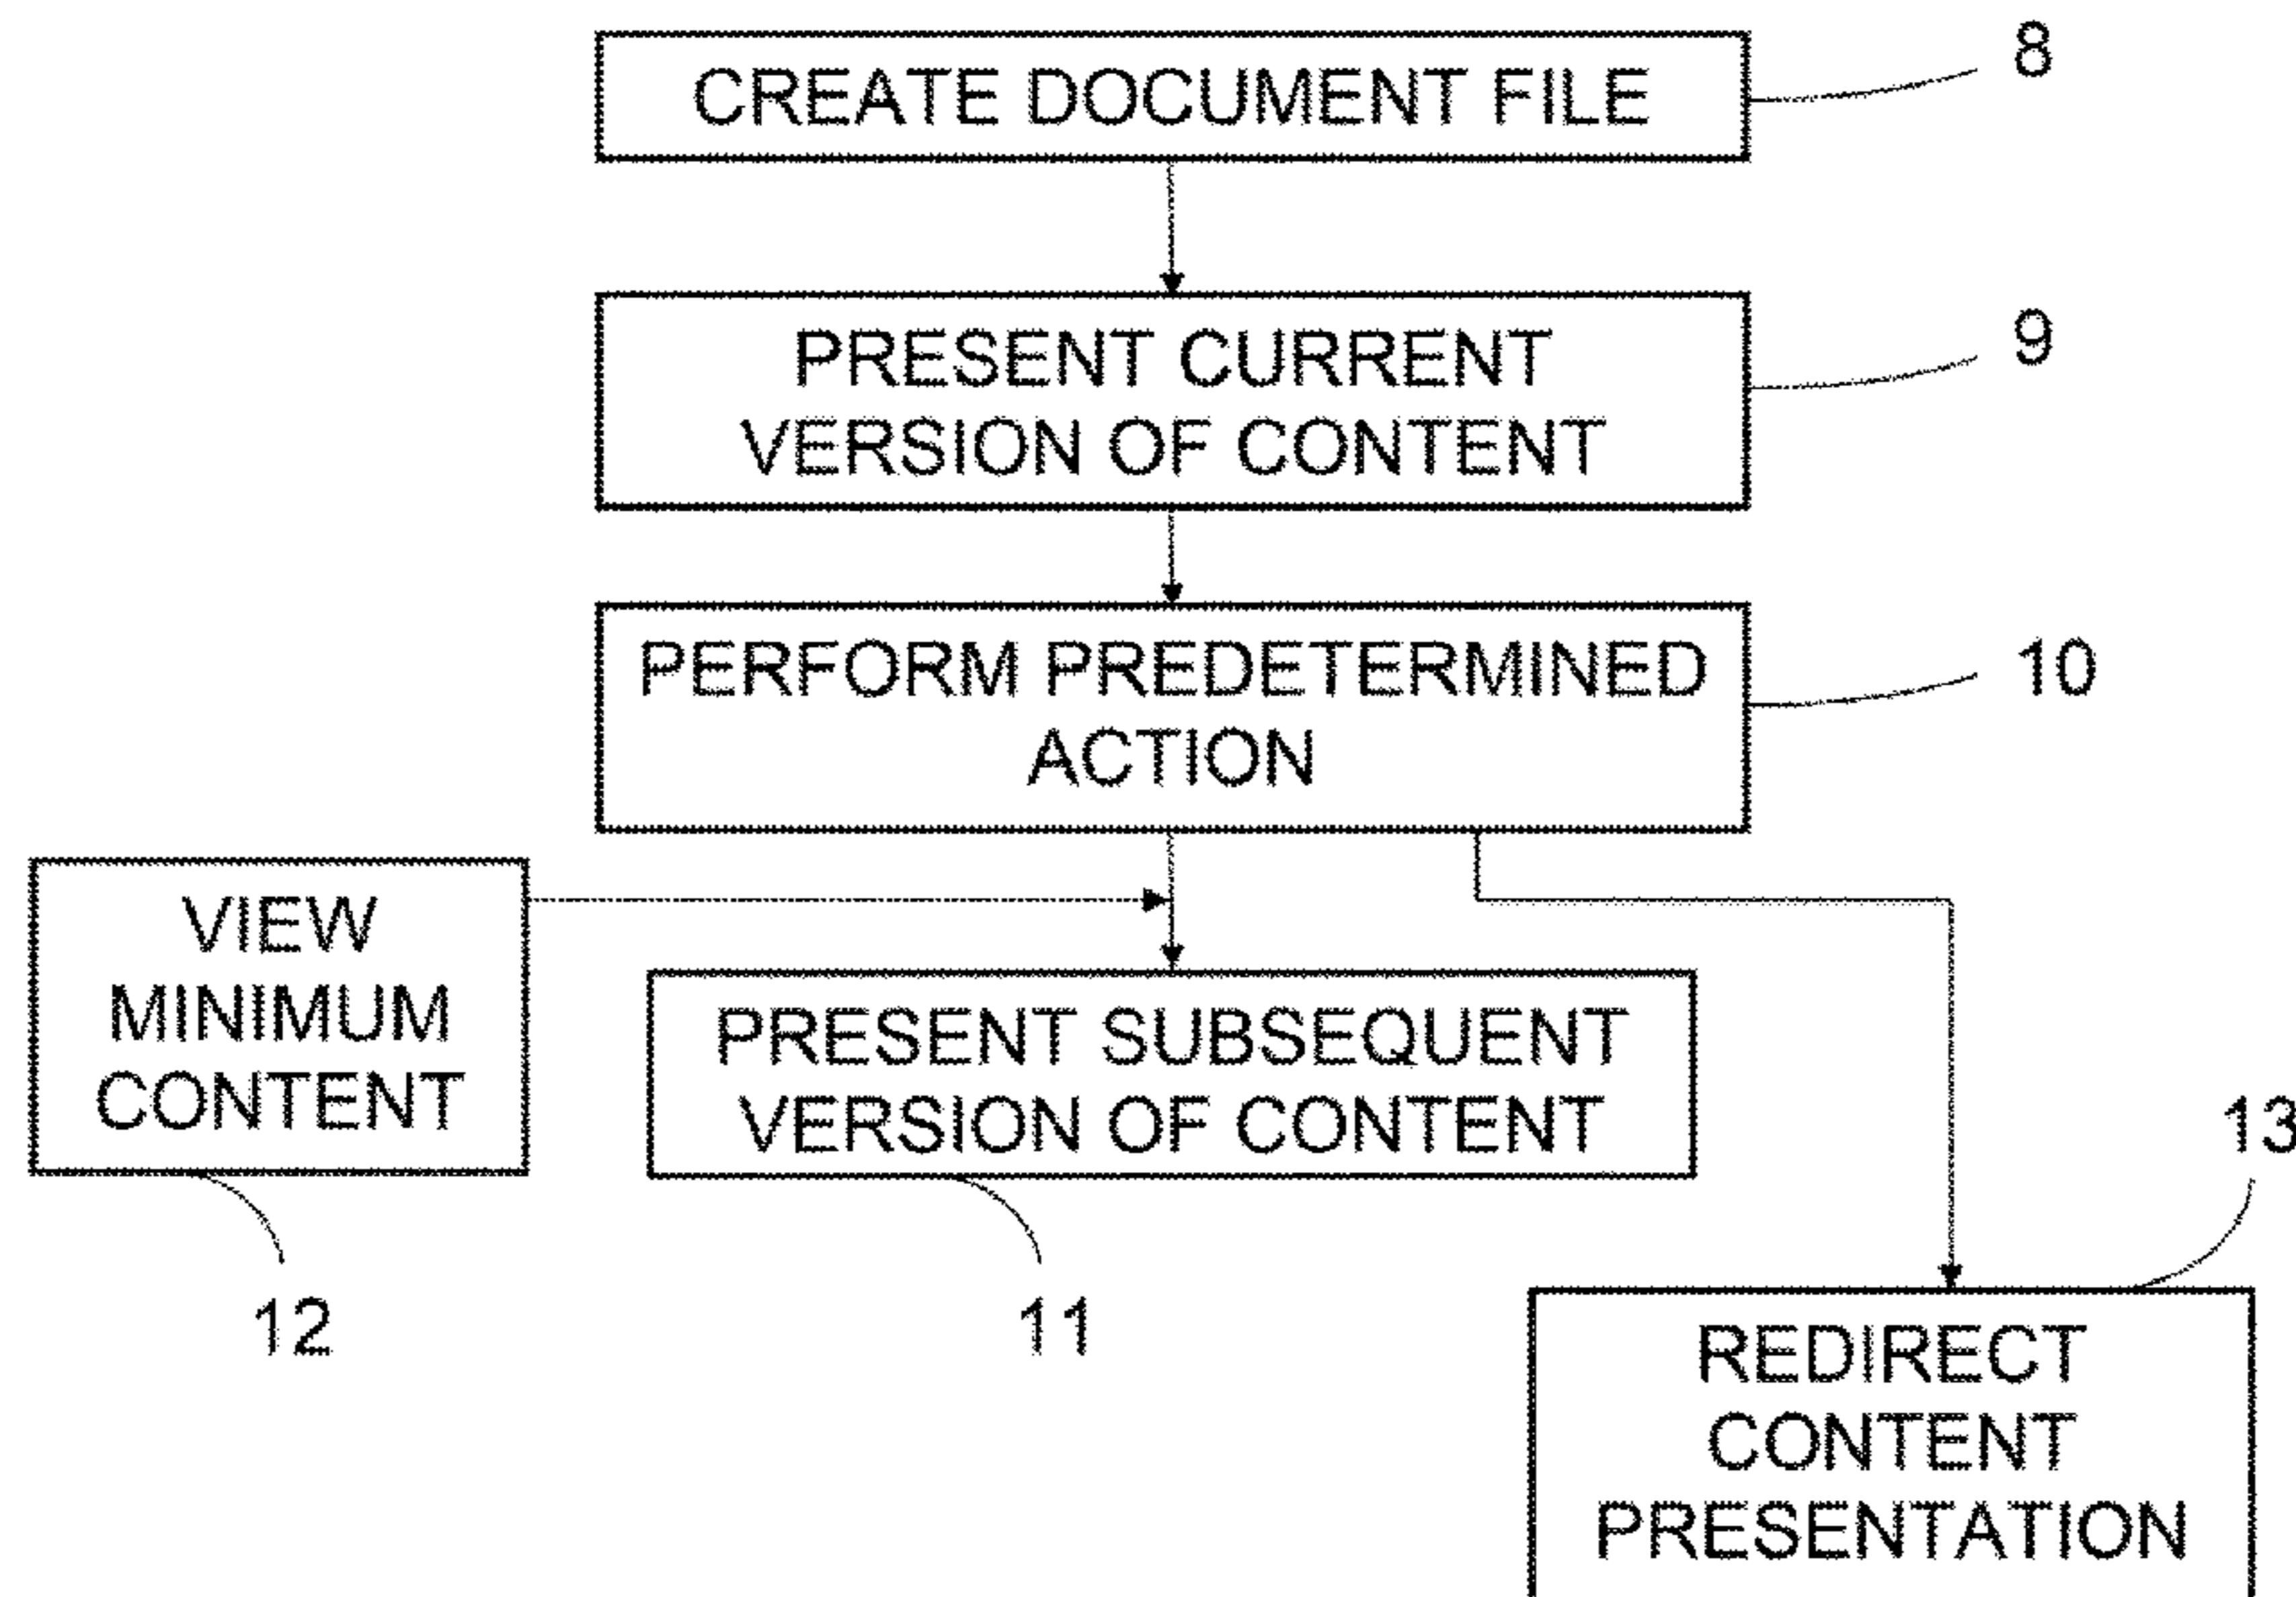 CREATE DOCUMENT FILE
8
PRESENT CURRENT
VERSION OF CONTENT
9
PERFORM PREDETERMINED
ACTION
10
VIEW
MINIMUM
CONTENT
12
PRESENT SUBSEQUENT
VERSION OF CONTENT
11
13
REDIRECT
CONTENT
PRESENTATION